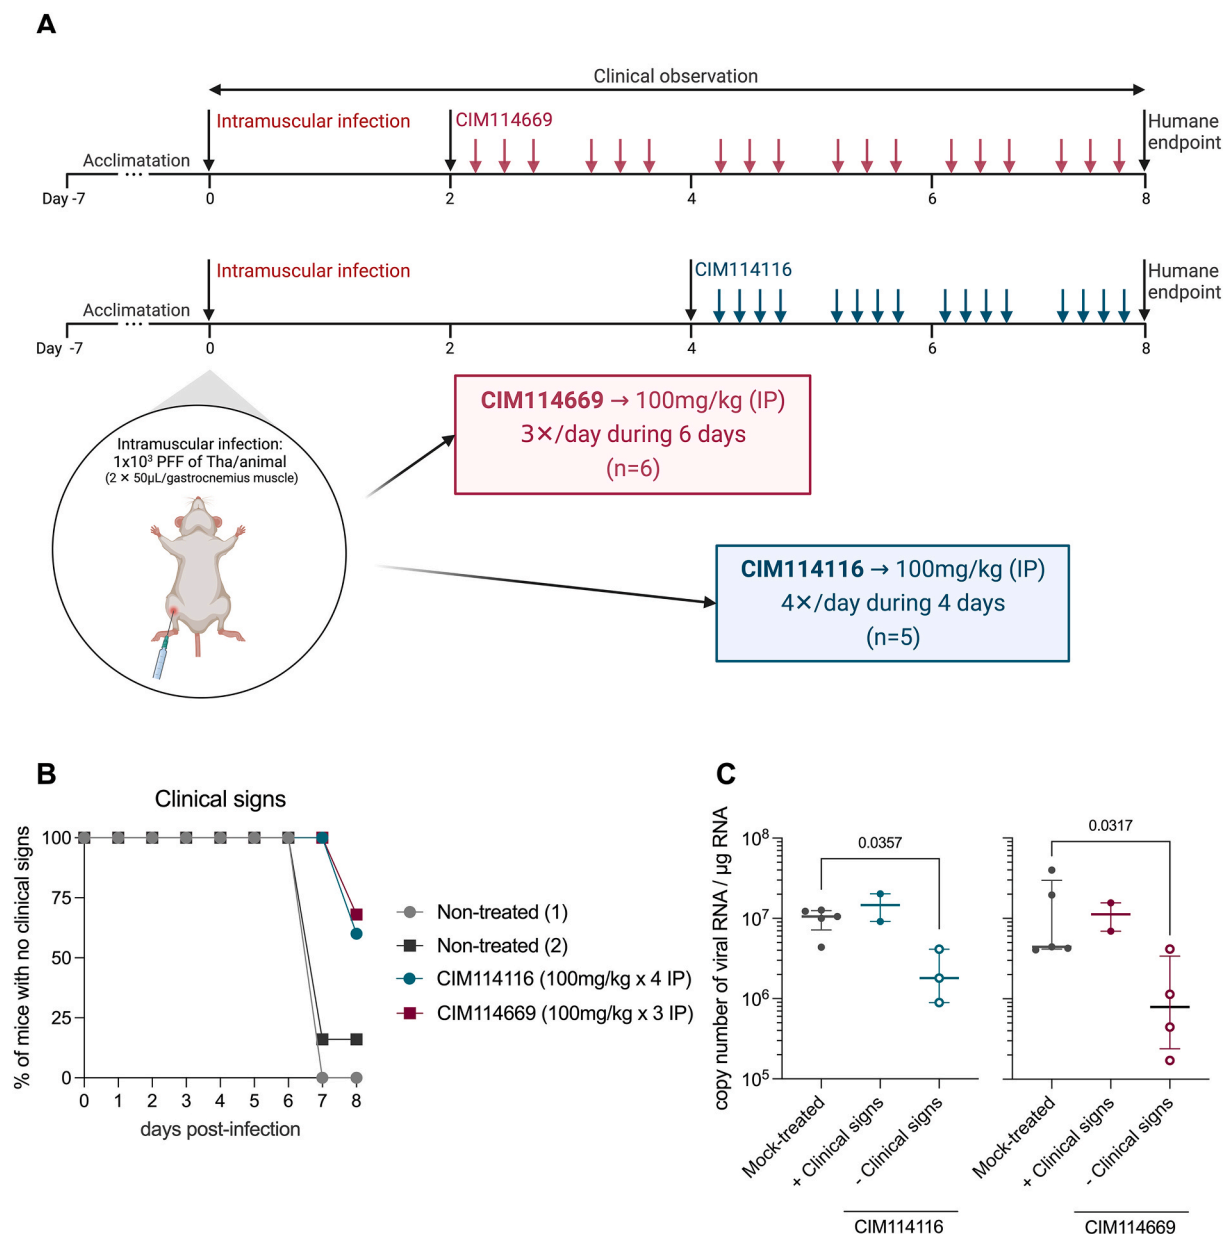 A
Clinical observation
Intramuscular infection
CIM114669
Humane
endpoint
Acclimatation
...
Day -7
0
2
4
6
8
Intramuscular infection
CIM114116
Humane
endpoint
Acclimatation
...
Day -7
0
2
4
6
8
Intramuscular infection:
1x10³ PFF of Tha/animal
(2 × 50µL/gastrocnemius muscle)
CIM114669 → 100mg/kg (IP)
3×/day during 6 days
(n=6)
CIM114116 → 100mg/kg (IP)
4×/day during 4 days
(n=5)
B
Clinical signs
% of mice with no clinical signs
100
75
50
25
0
0 1 2 3 4 5 6 7 8
days post-infection
Non-treated (1)
Non-treated (2)
CIM114116 (100mg/kg x 4 IP)
CIM114669 (100mg/kg x 3 IP)
C
copy number of viral RNA / µg RNA
10⁸
10⁷
10⁶
10⁵
0.0357
Mock-treated
+ Clinical signs
- Clinical signs
CIM114116
0.0317
Mock-treated
+ Clinical signs
- Clinical signs
CIM114669